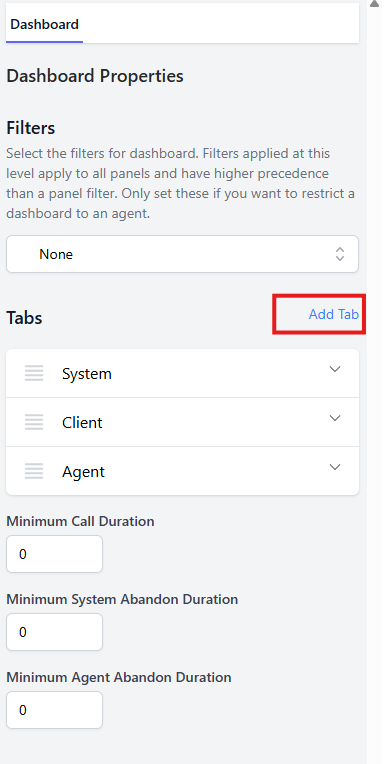 Dashboard
Dashboard Properties
Filters
Select the filters for dashboard. Filters applied at this
level apply to all panels and have higher precedence
than a panel filter. Only set these if you want to restrict a
dashboard to an agent.
None
Tabs
Add Tab
System
Client
Agent
Minimum Call Duration
0
Minimum System Abandon Duration
0
Minimum Agent Abandon Duration
0